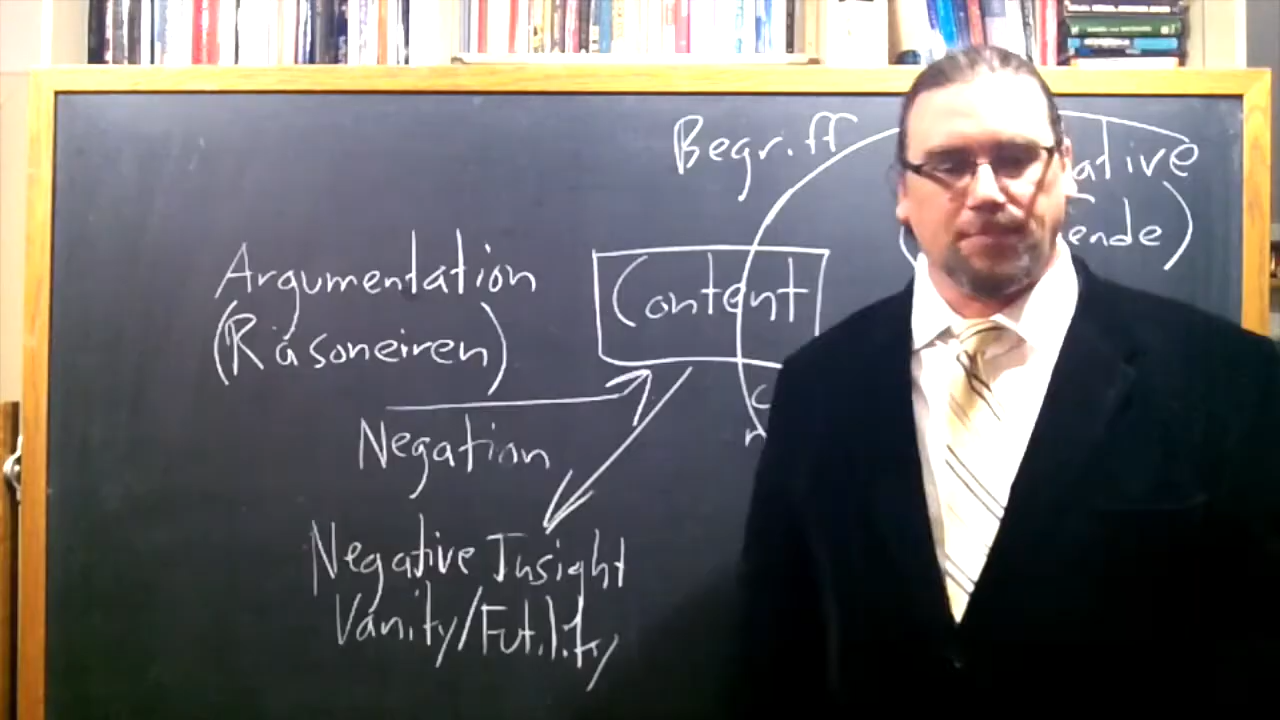 Begriff
ative
ende)
Argumentation
(Räsoneiren)
Content
Negation
Negative Insight
Vanity/Futility